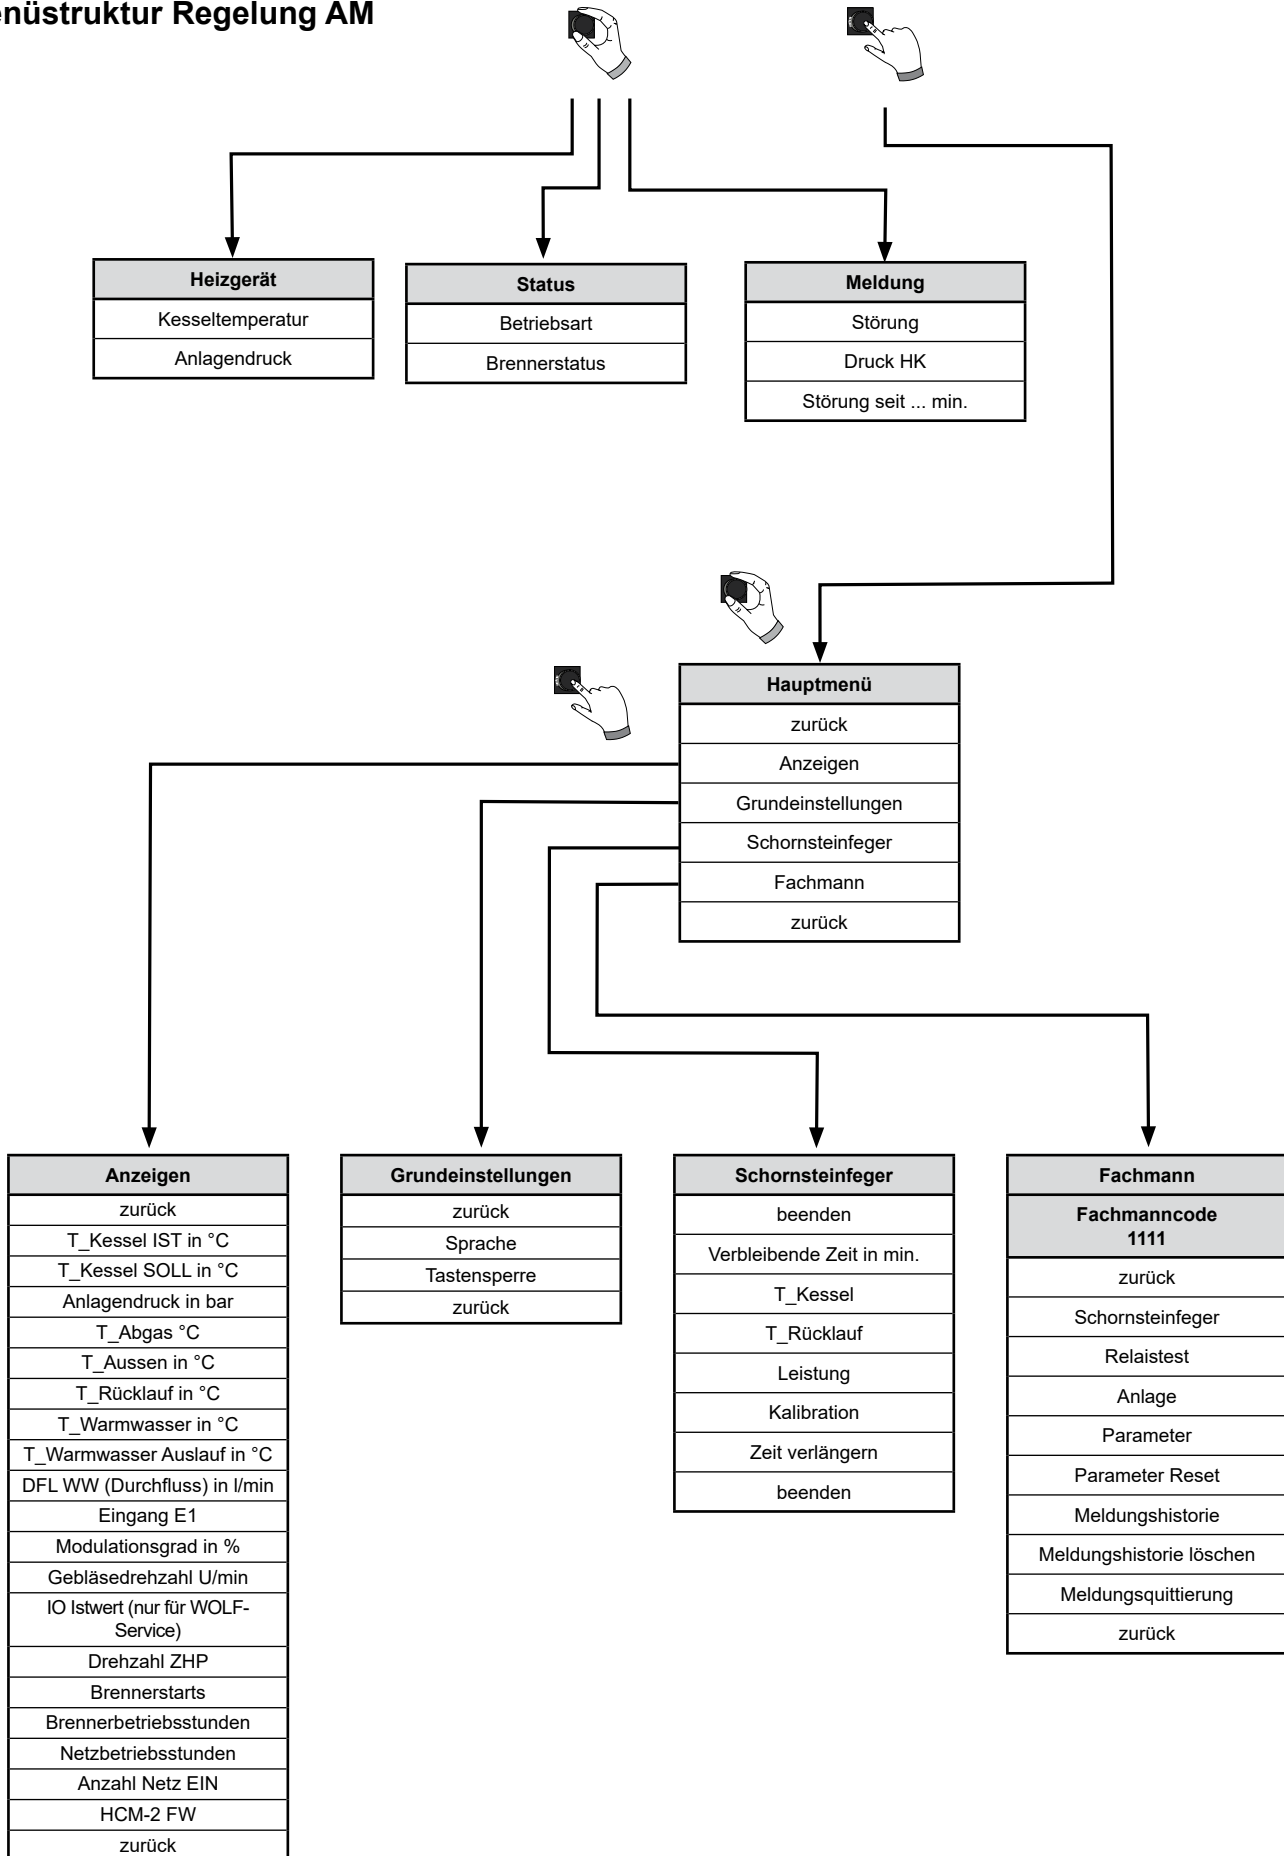 nüstruktur Regelung AM
Heizgerät
Kesseltemperatur
Anlagendruck
Status
Betriebsart
Brennerstatus
Meldung
Störung
Druck HK
Störung seit ... min.
Hauptmenü
zurück
Anzeigen
Grundeinstellungen
Schornsteinfeger
Fachmann
zurück
Anzeigen
zurück
T_Kessel IST in °C
T_Kessel SOLL in °C
Anlagendruck in bar
T_Abgas °C
T_Aussen in °C
T_Rücklauf in °C
T_Warmwasser in °C
T_Warmwasser Auslauf in °C
DFL WW (Durchfluss) in l/min
Eingang E1
Modulationsgrad in %
Gebläsedrehzahl U/min
IO Istwert (nur für WOLF-
Service)
Drehzahl ZHP
Brennerstarts
Brennerbetriebsstunden
Netzbetriebsstunden
Anzahl Netz EIN
HCM-2 FW
zurück
Grundeinstellungen
zurück
Sprache
Tastensperre
zurück
Schornsteinfeger
beenden
Verbleibende Zeit in min.
T_Kessel
T_Rücklauf
Leistung
Kalibration
Zeit verlängern
beenden
Fachmann
Fachmanncode
1111
zurück
Schornsteinfeger
Relaistest
Anlage
Parameter
Parameter Reset
Meldungshistorie
Meldungshistorie löschen
Meldungsquittierung
zurück